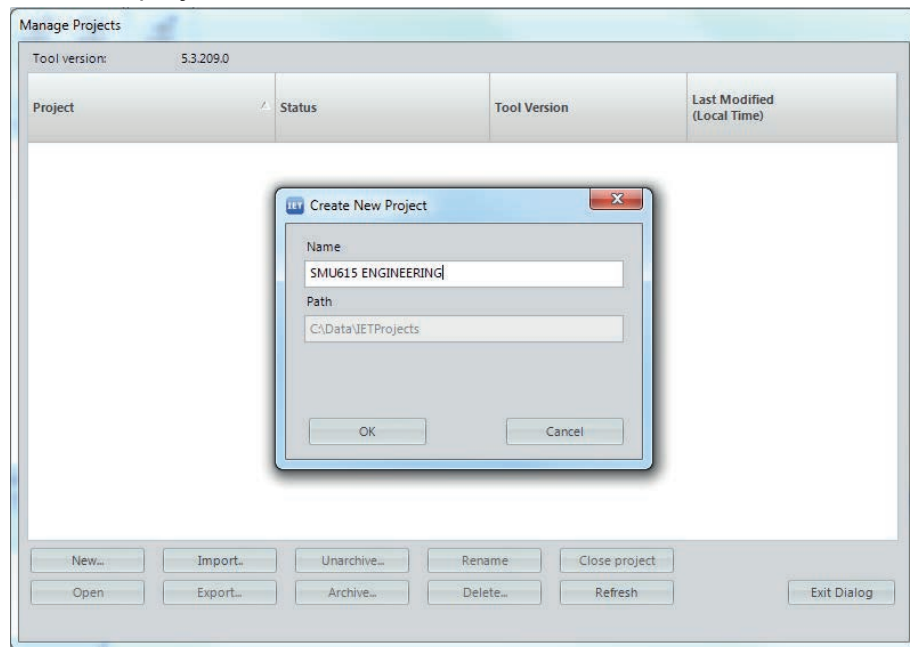 Manage Projects
Tool version: 5.3.209.0
Project Status Tool Version Last Modified
(Local Time)
IET Create New Project
Name
SMU615 ENGINEERING
Path
C:\Data\IETProjects
OK Cancel
New... Import... Unarchive... Rename Close project
Open Export... Archive... Delete... Refresh Exit Dialog